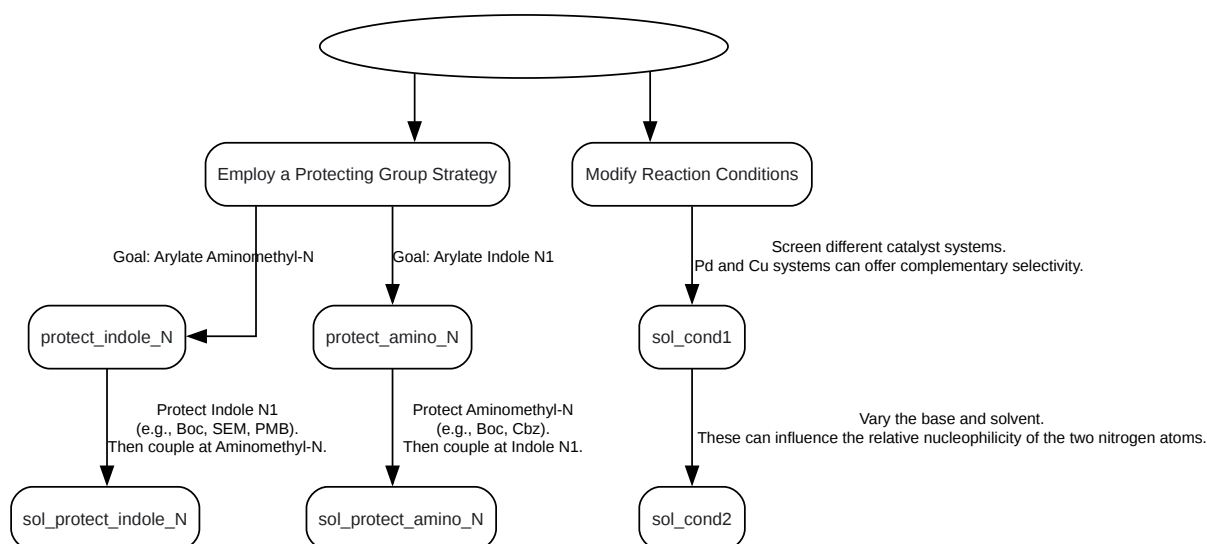 Employ a Protecting Group Strategy
Modify Reaction Conditions
Goal: Arylate Aminomethyl-N
Goal: Arylate Indole N1
Screen different catalyst systems.
Pd and Cu systems can offer complementary selectivity.
protect_indole_N
protect_amino_N
sol_cond1
Protect Indole N1
(e.g., Boc, SEM, PMB).
Then couple at Aminomethyl-N.
Protect Aminomethyl-N
(e.g., Boc, Cbz).
Then couple at Indole N1.
Vary the base and solvent.
These can influence the relative nucleophilicity of the two nitrogen atoms.
sol_protect_indole_N
sol_protect_amino_N
sol_cond2